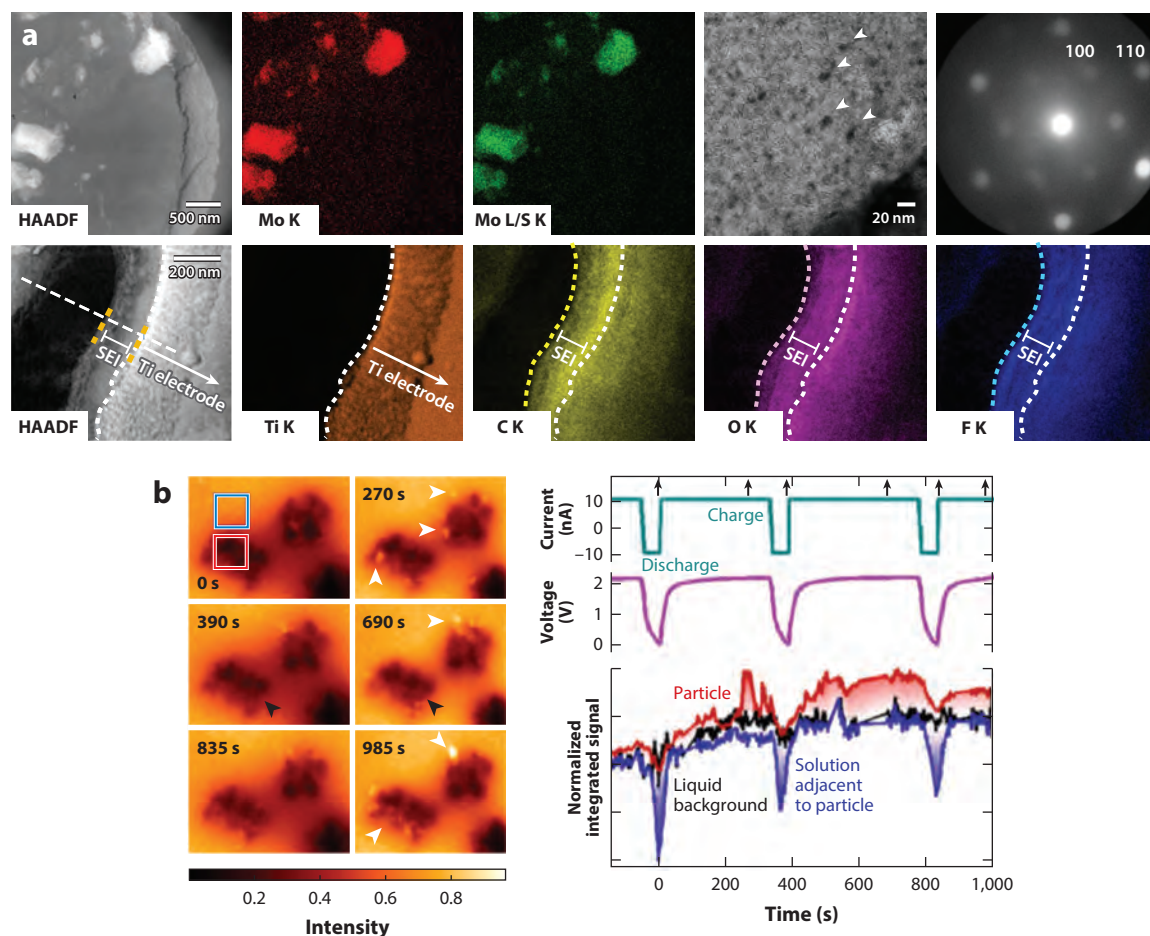 a
HAADF
500 nm
Mo K
Mo L/S K
20 nm
100 110
200 nm
SEI
Ti electrode
HAADF
Ti electrode
Ti K
SEI
C K
SEI
O K
SEI
F K
b
0 s
270 s
390 s
690 s
835 s
985 s
0.2 0.4 0.6 0.8
Intensity
Current
(nA)
10
0
–10
Charge
Discharge
Voltage
(V)
2
1
0
Normalized
integrated signal
Particle
Liquid
background
Solution
adjacent
to particle
0 200 400 600 800 1,000
Time (s)